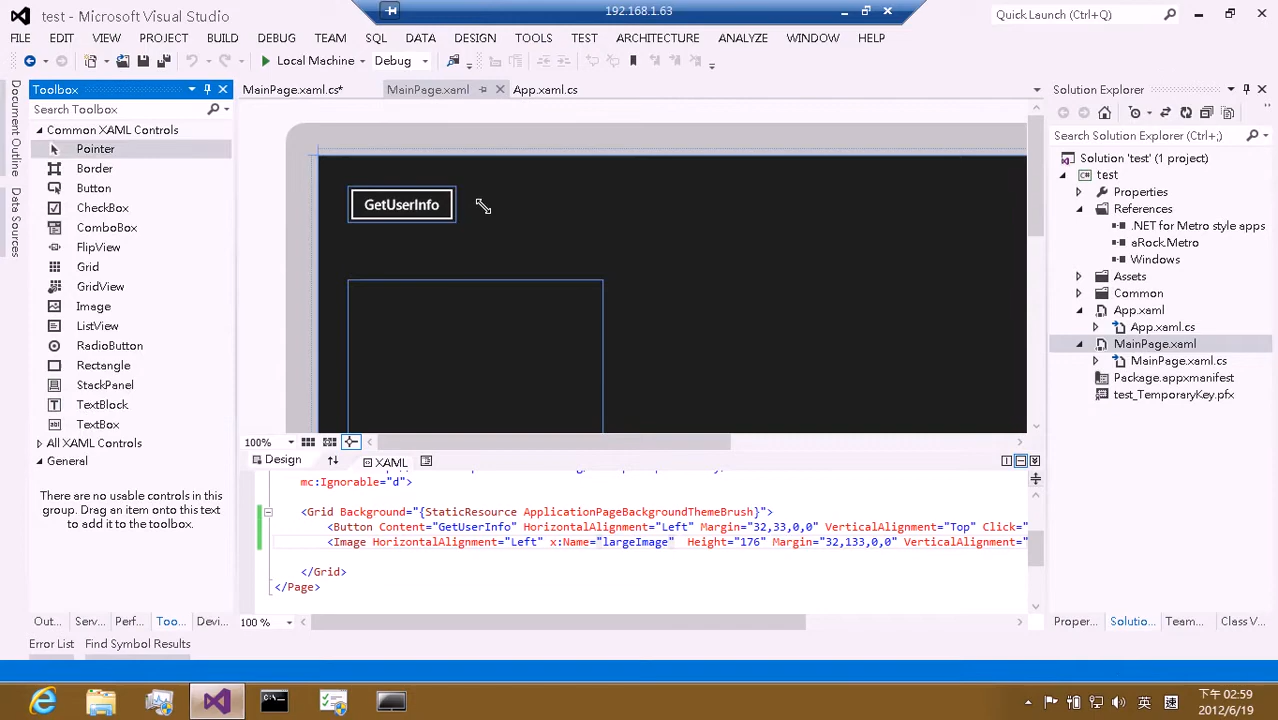 192.168.1.63
test - Microsoft Visual Studio
Quick Launch (Ctrl+Q)
FILE EDIT VIEW PROJECT BUILD DEBUG TEAM SQL DATA DESIGN TOOLS TEST ARCHITECTURE ANALYZE WINDOW HELP
Local Machine Debug
Document Outline
Data Sources
Toolbox
Search Toolbox
Common XAML Controls
Pointer
Border
Button
CheckBox
ComboBox
FlipView
Grid
GridView
Image
ListView
RadioButton
Rectangle
StackPanel
TextBlock
TextBox
All XAML Controls
General
There are no usable controls in this
group. Drag an item onto this text
to add it to the toolbox.
Out... Serv... Perf... Too... Devi...
MainPage.xaml.cs* MainPage.xaml App.xaml.cs
GetUserInfo
100%
Design XAML
mc:Ignorable="d">
<Grid Background="{StaticResource ApplicationPageBackgroundThemeBrush}">
<Button Content="GetUserInfo" HorizontalAlignment="Left" Margin="32,33,0,0" VerticalAlignment="Top" Click="
<Image HorizontalAlignment="Left" x:Name="largeImage" Height="176" Margin="32,133,0,0" VerticalAlignment="
</Grid>
</Page>
100 %
Solution Explorer
Search Solution Explorer (Ctrl+;)
Solution 'test' (1 project)
test
Properties
References
.NET for Metro style apps
aRock.Metro
Windows
Assets
Common
App.xaml
App.xaml.cs
MainPage.xaml
MainPage.xaml.cs
Package.appxmanifest
test_TemporaryKey.pfx
Proper... Solutio... Team... Class V...
Error List Find Symbol Results
英
下午 02:59
2012/6/19